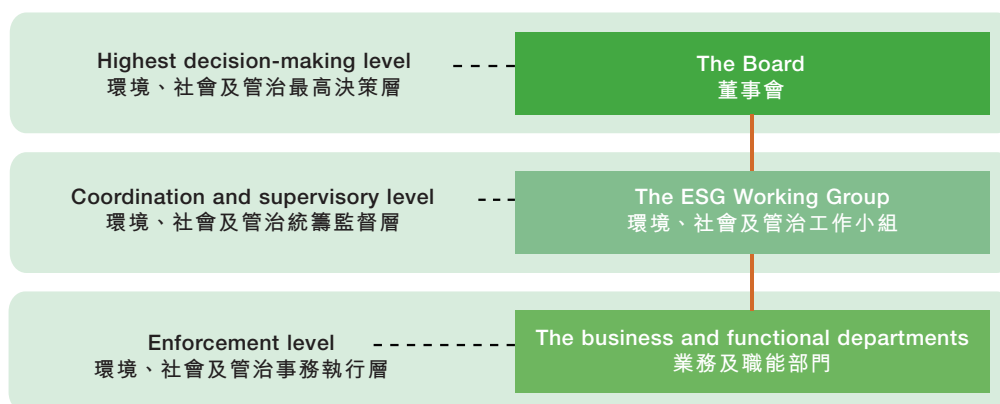 Highest decision-making level
環境、社會及管治最高決策層
The Board
董事會
Coordination and supervisory level
環境、社會及管治統籌監督層
The ESG Working Group
環境、社會及管治工作小組
Enforcement level
環境、社會及管治事務執行層
The business and functional departments
業務及職能部門